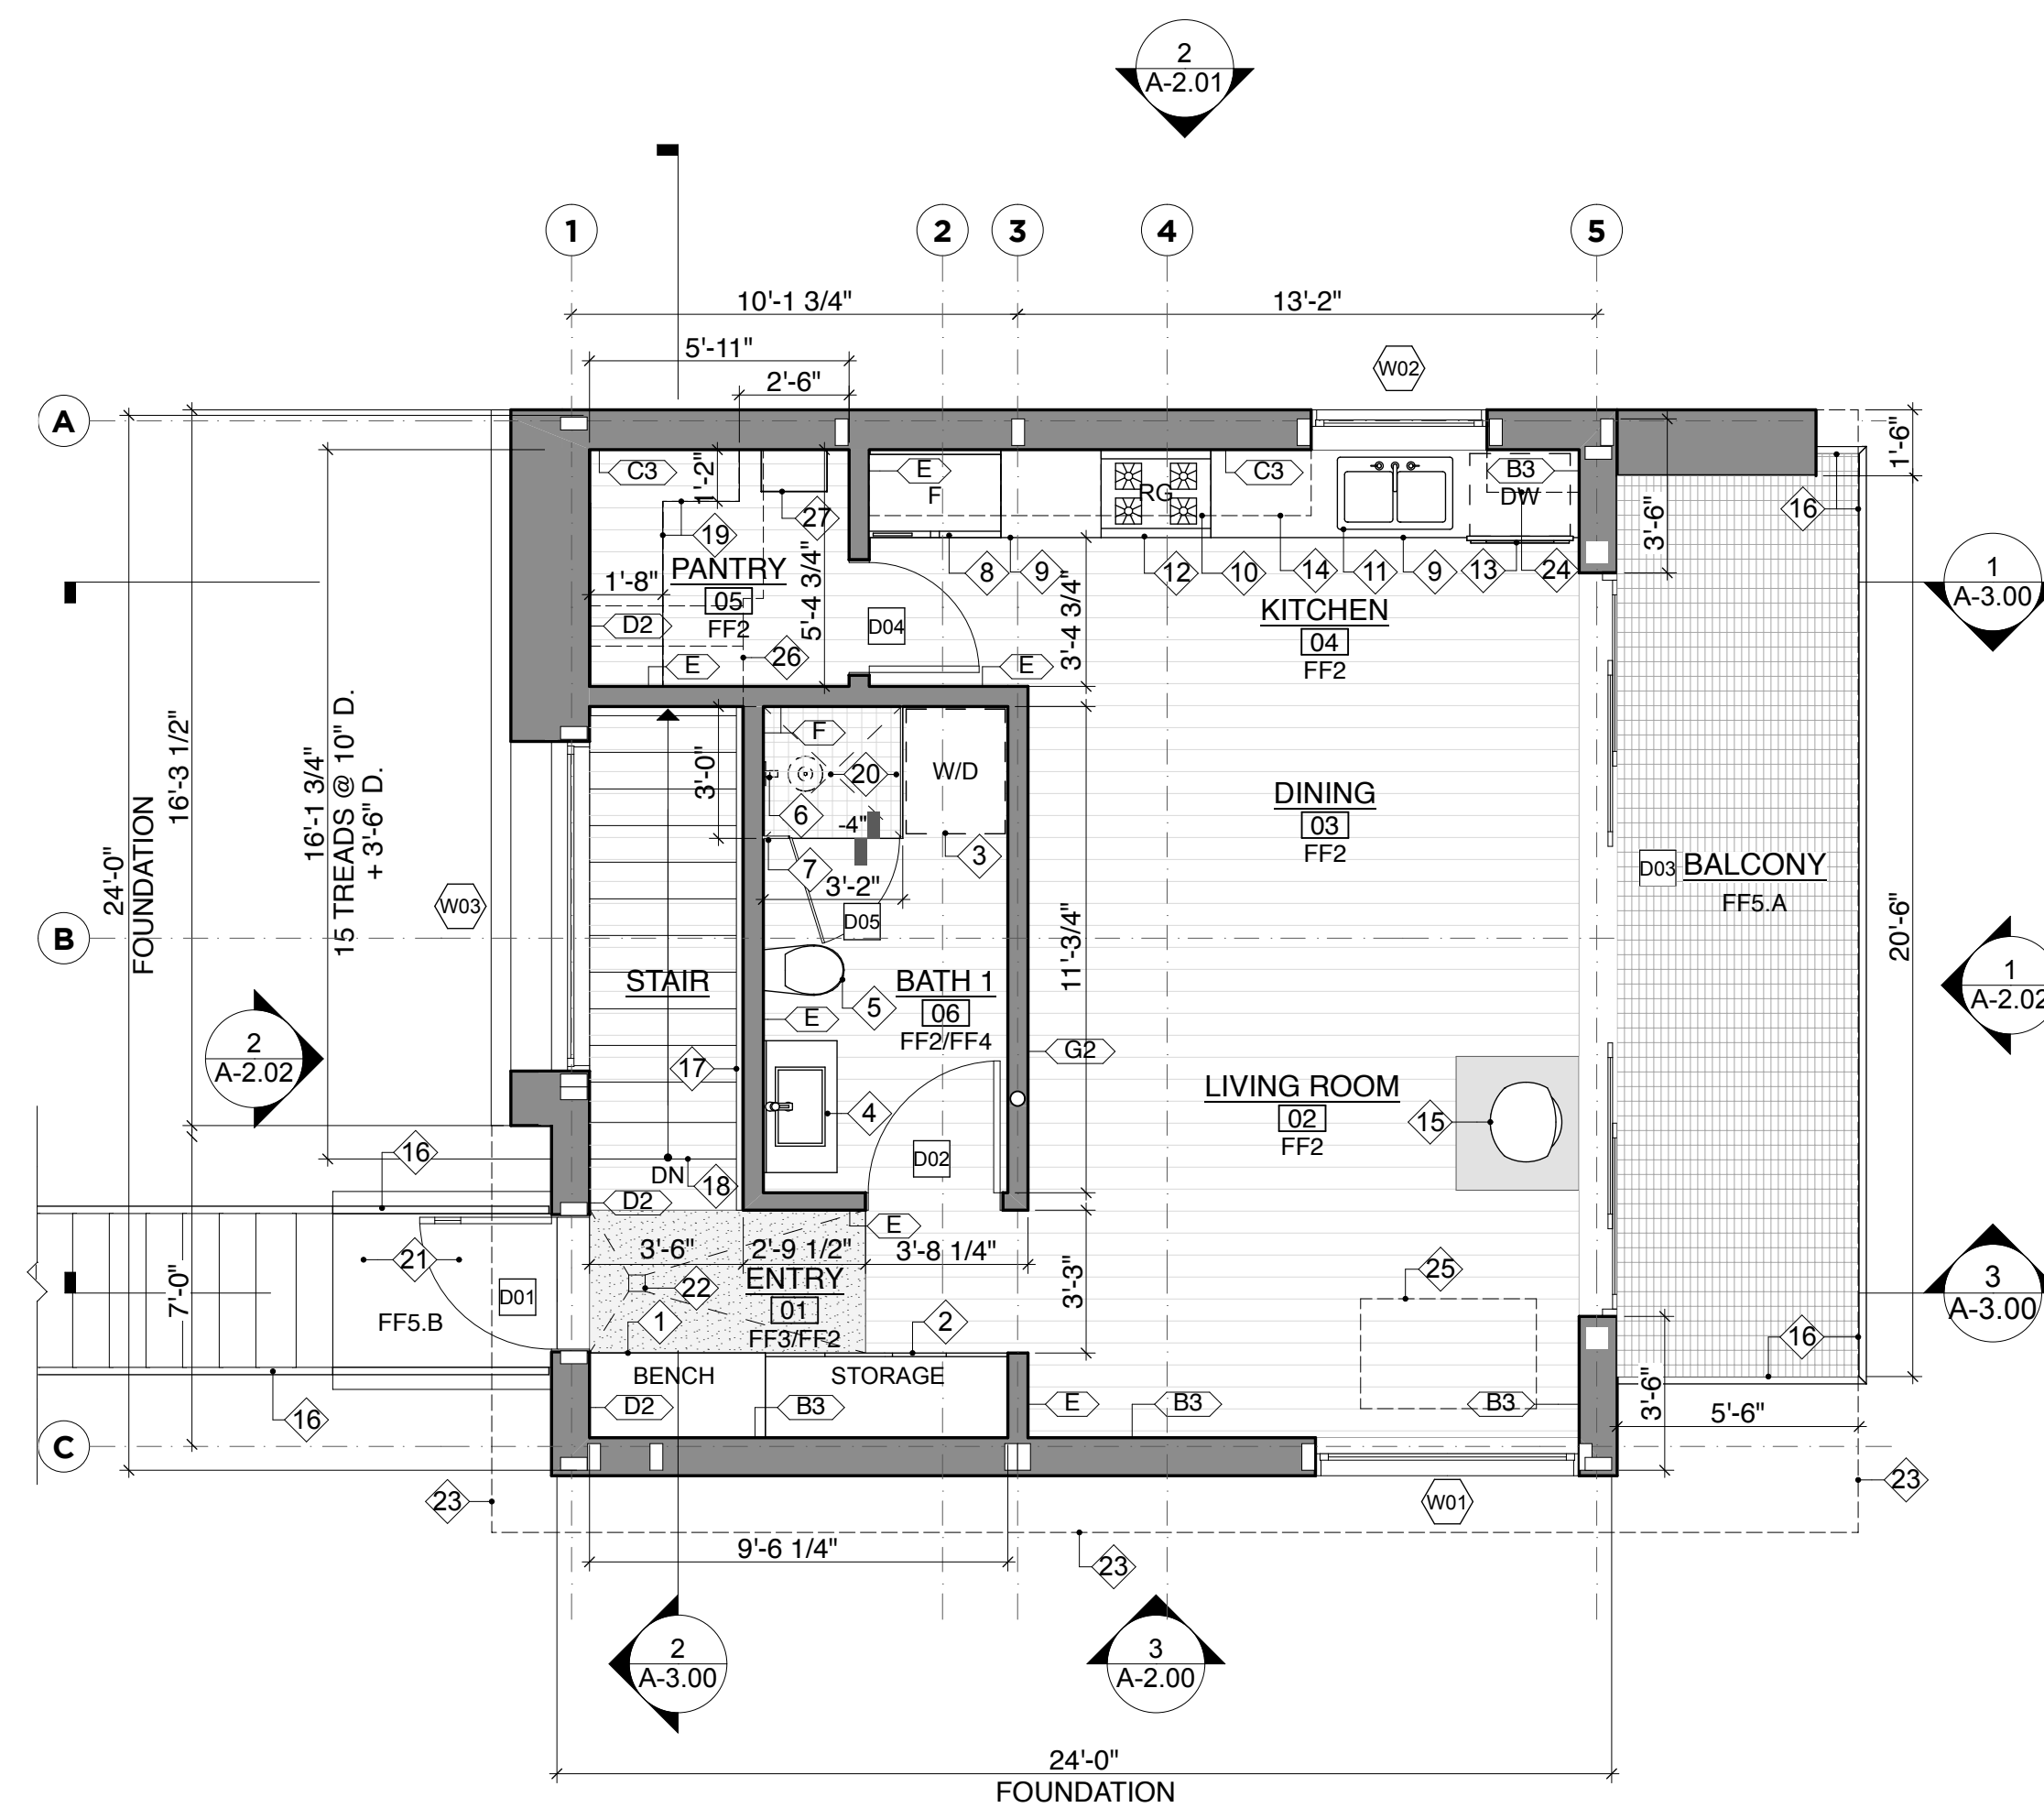 2
A-2.01
1
2
3
4
5
10'-1 3/4"
13'-2"
5'-11"
2'-6"
W02
A
C3
1'-2"
E
F
RG
C3
B3
DW
3'-6"
1'-6"
16
19
27
PANTRY
05
FF2
1'-8"
5'-4 3/4"
D2
E
26
8
9
12
10
14
11
9
13
24
D04
3'-4 3/4"
E
KITCHEN
04
FF2
1
A-3.00
24'-0"
FOUNDATION
16'-3 1/2"
16'-1 3/4"
15 TREADS @ 10" D.
+ 3'-6" D.
F
3'-0"
20
W/D
6
-4"
7
3
3'-2"
D05
DINING
03
FF2
D03
BALCONY
FF5.A
20'-6"
W03
B
STAIR
BATH 1
06
FF2/FF4
5
E
11'-3/4"
G2
1
A-2.02
2
A-2.02
17
4
D02
LIVING ROOM
02
FF2
15
16
DN
18
D2
E
3'-6"
2'-9 1/2"
3'-8 1/4"
3'-3"
21
D01
22
ENTRY
01
FF3/FF2
FF5.B
7'-0"
1
2
25
3
A-3.00
16
BENCH
STORAGE
D2
B3
E
B3
B3
3'-6"
5'-6"
16
C
23
W01
23
9'-6 1/4"
23
2
A-3.00
3
A-2.00
24'-0"
FOUNDATION